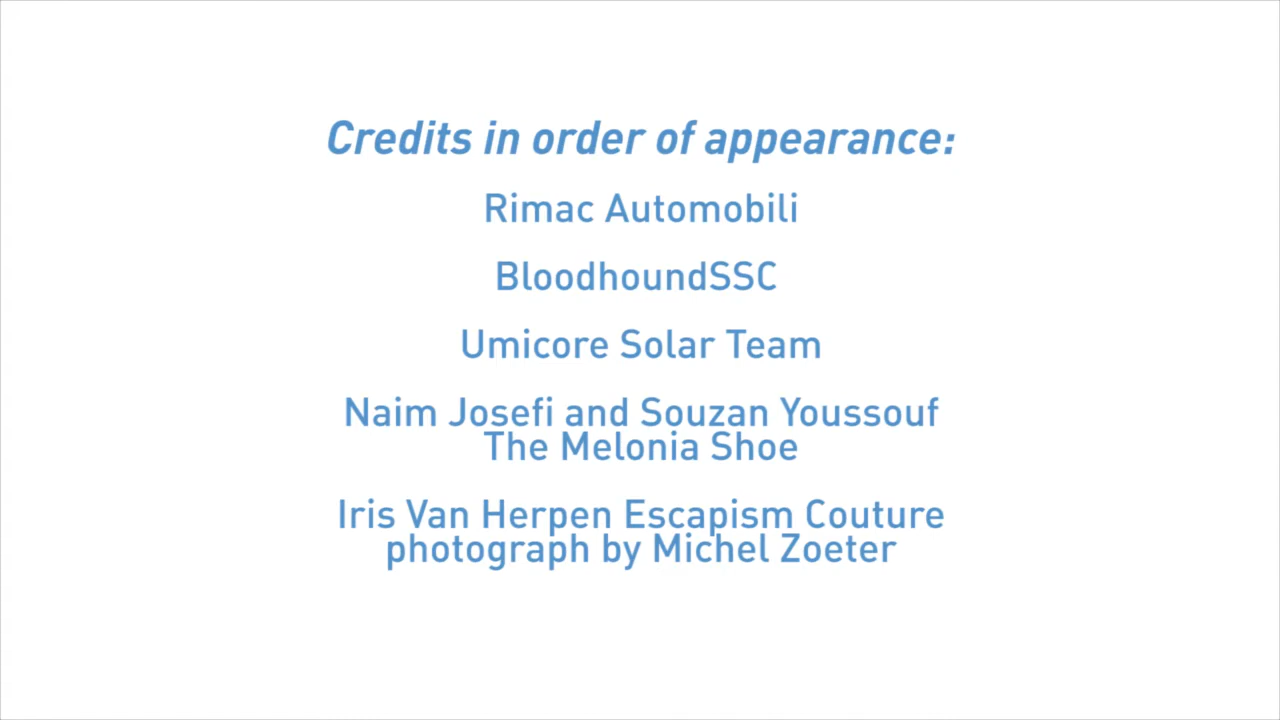 Credits in order of appearance:
Rimac Automobili
BloodhoundSSC
Umicore Solar Team
Naim Josefi and Souzan Youssouf
The Melonia Shoe
Iris Van Herpen Escapism Couture
photograph by Michel Zoeter